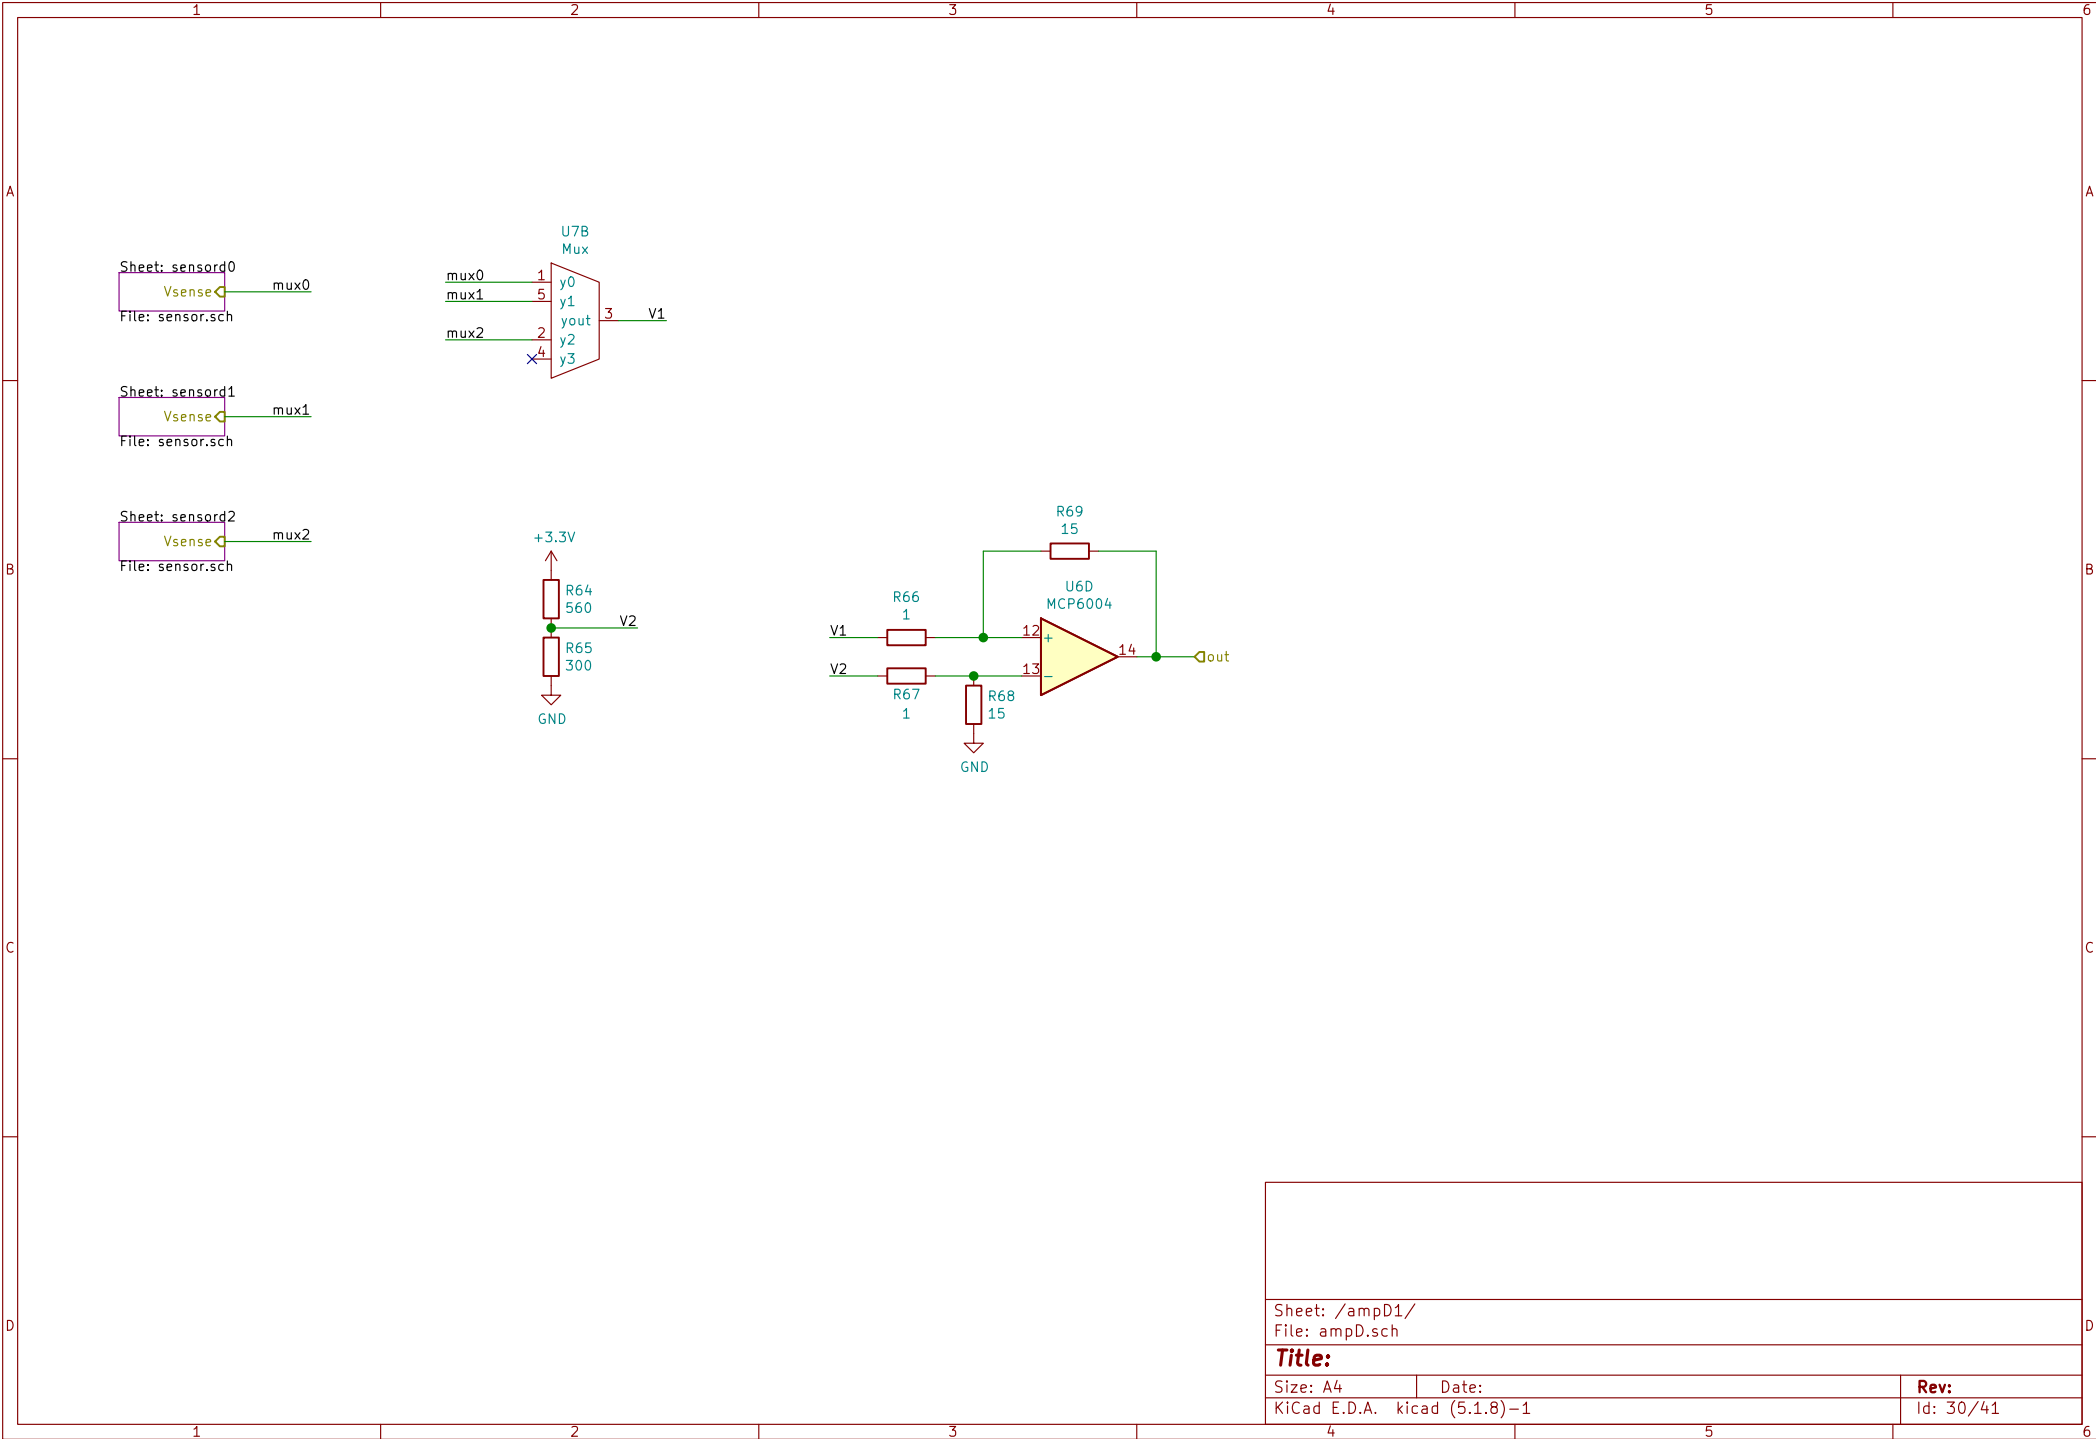 1 2 3 4 5 6
A A
B B
C C
D D
1 2 3 4 5 6
Sheet: sensord0
Vsense
mux0
File: sensor.sch
Sheet: sensord1
Vsense
mux1
File: sensor.sch
Sheet: sensord2
Vsense
mux2
File: sensor.sch
U7B
Mux
mux0 1 y0
mux1 5 y1
yout 3 V1
mux2 2 y2
4 y3
+3.3V
R64
560
V2
R65
300
GND
R69
15
U6D
MCP6004
R66
1
V1 12 +
14 out
V2 13 −
R67
1
R68
15
GND
Sheet: /ampD1/
File: ampD.sch
Title:
Size: A4 Date: Rev:
KiCad E.D.A. kicad (5.1.8)-1 Id: 30/41